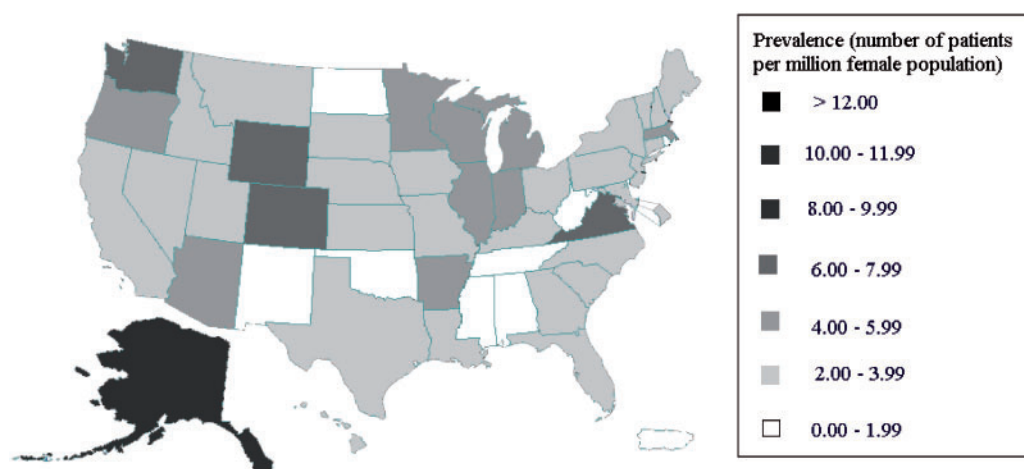 Prevalence (number of patients
per million female population)
> 12.00
10.00 - 11.99
8.00 - 9.99
6.00 - 7.99
4.00 - 5.99
2.00 - 3.99
0.00 - 1.99